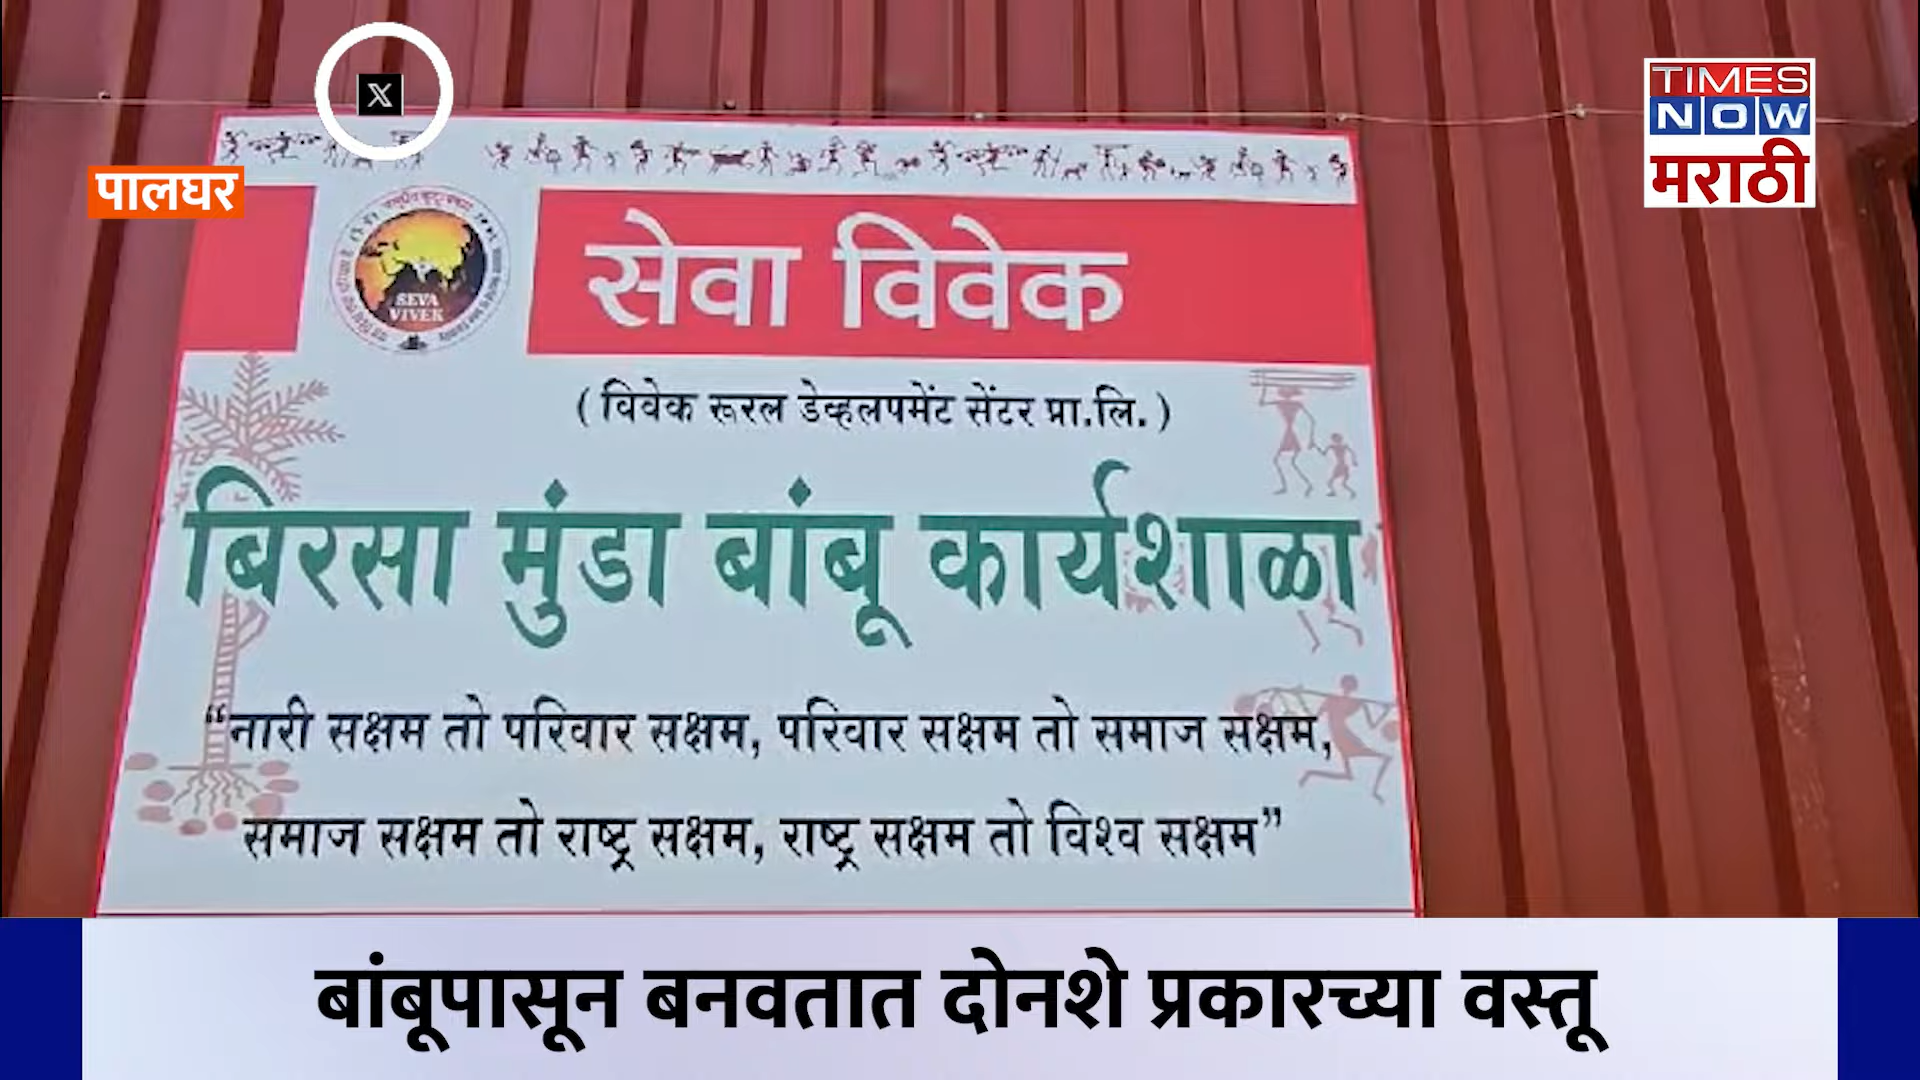 TIMES
NOW
मराठी
पालघर
SEVA
VIVEK
सेवा विवेक
( विवेक रूरल डेव्हलपमेंट सेंटर प्रा.लि. )
बिरसा मुंडा बांबू कार्यशाळा
“नारी सक्षम तो परिवार सक्षम, परिवार सक्षम तो समाज सक्षम,
समाज सक्षम तो राष्ट्र सक्षम, राष्ट्र सक्षम तो विश्व सक्षम”
बांबूपासून बनवतात दोनशे प्रकारच्या वस्तू